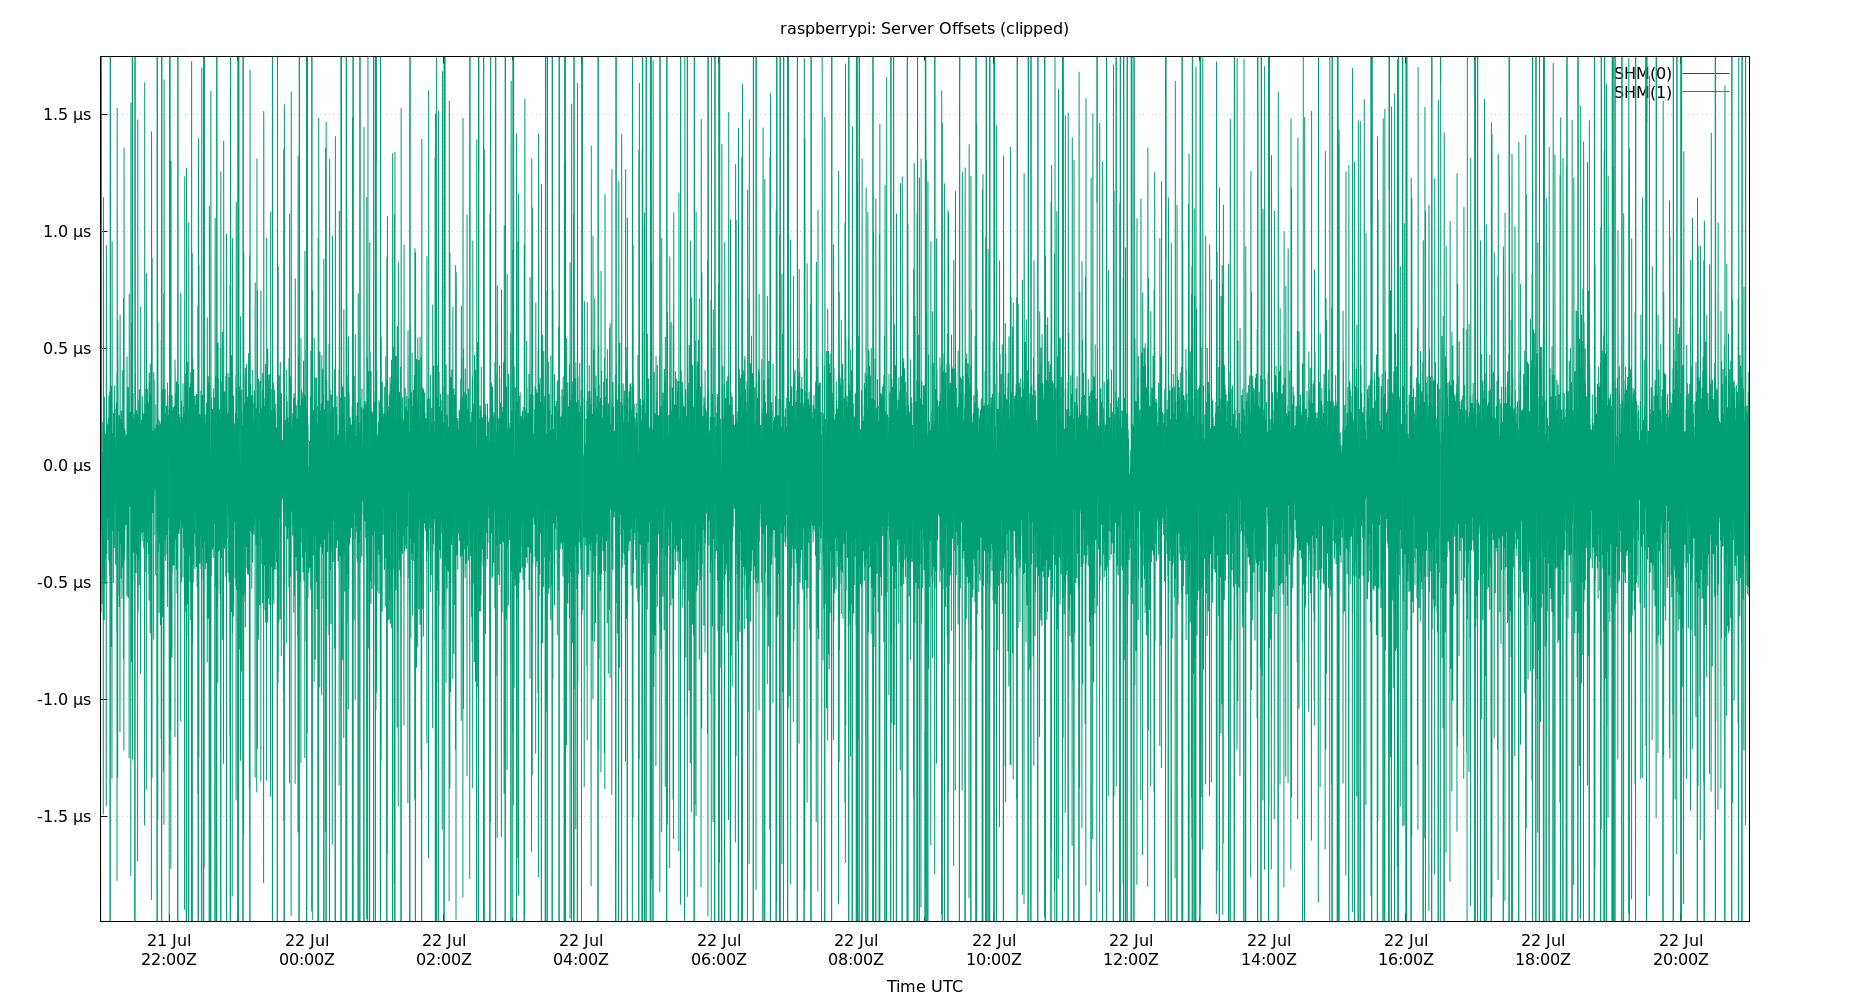 raspberrypi: Server Offsets (clipped)
SHM(0)
SHM(1)
1.5 µs
1.0 µs
0.5 µs
0.0 µs
-0.5 µs
-1.0 µs
-1.5 µs
21 Jul 22 Jul 22 Jul 22 Jul 22 Jul 22 Jul 22 Jul 22 Jul 22 Jul 22 Jul 22 Jul 22 Jul
22:00Z 00:00Z 02:00Z 04:00Z 06:00Z 08:00Z 10:00Z 12:00Z 14:00Z 16:00Z 18:00Z 20:00Z
Time UTC